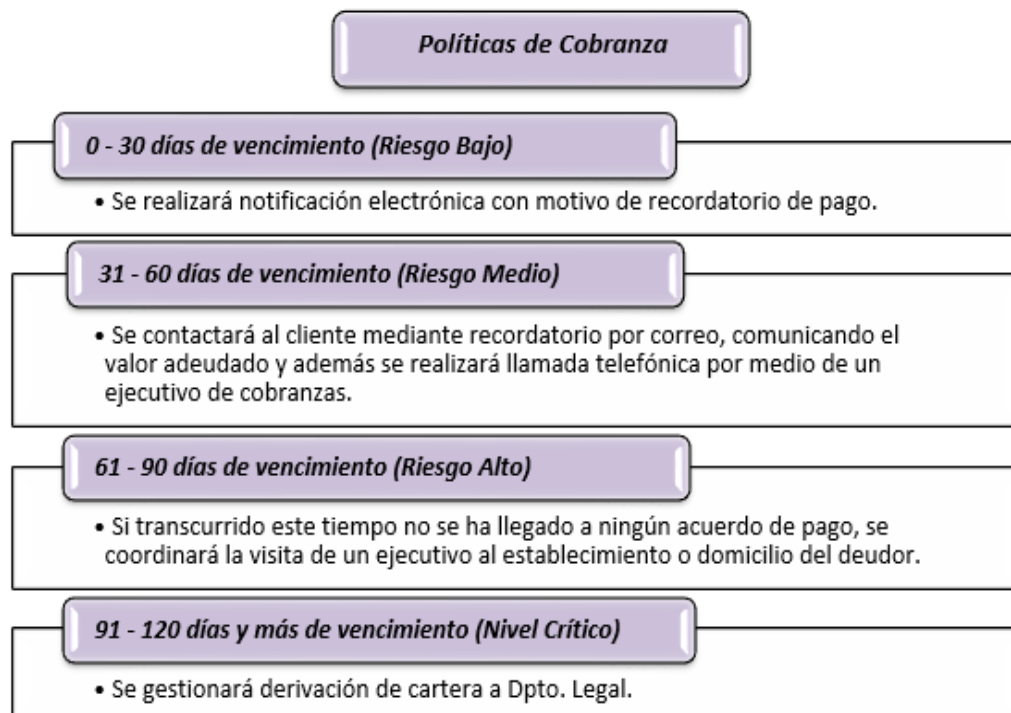 Políticas de Cobranza
0 - 30 días de vencimiento (Riesgo Bajo)
• Se realizará notificación electrónica con motivo de recordatorio de pago.
31 - 60 días de vencimiento (Riesgo Medio)
• Se contactará al cliente mediante recordatorio por correo, comunicando el
valor adeudado y además se realizará llamada telefónica por medio de un
ejecutivo de cobranzas.
61 - 90 días de vencimiento (Riesgo Alto)
• Si transcurrido este tiempo no se ha llegado a ningún acuerdo de pago, se
coordinará la visita de un ejecutivo al establecimiento o domicilio del deudor.
91 - 120 días y más de vencimiento (Nivel Crítico)
• Se gestionará derivación de cartera a Dpto. Legal.